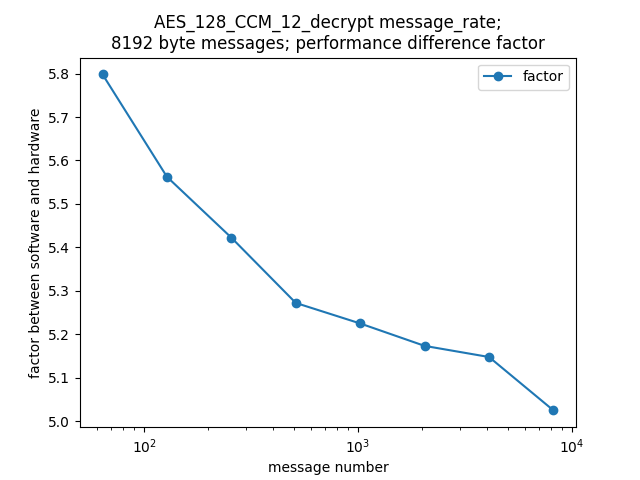 AES_128_CCM_12_decrypt message_rate;
8192 byte messages; performance difference factor
factor
factor between software and hardware
5.8
5.7
5.6
5.5
5.4
5.3
5.2
5.1
5.0
10²
10³
10⁴
message number